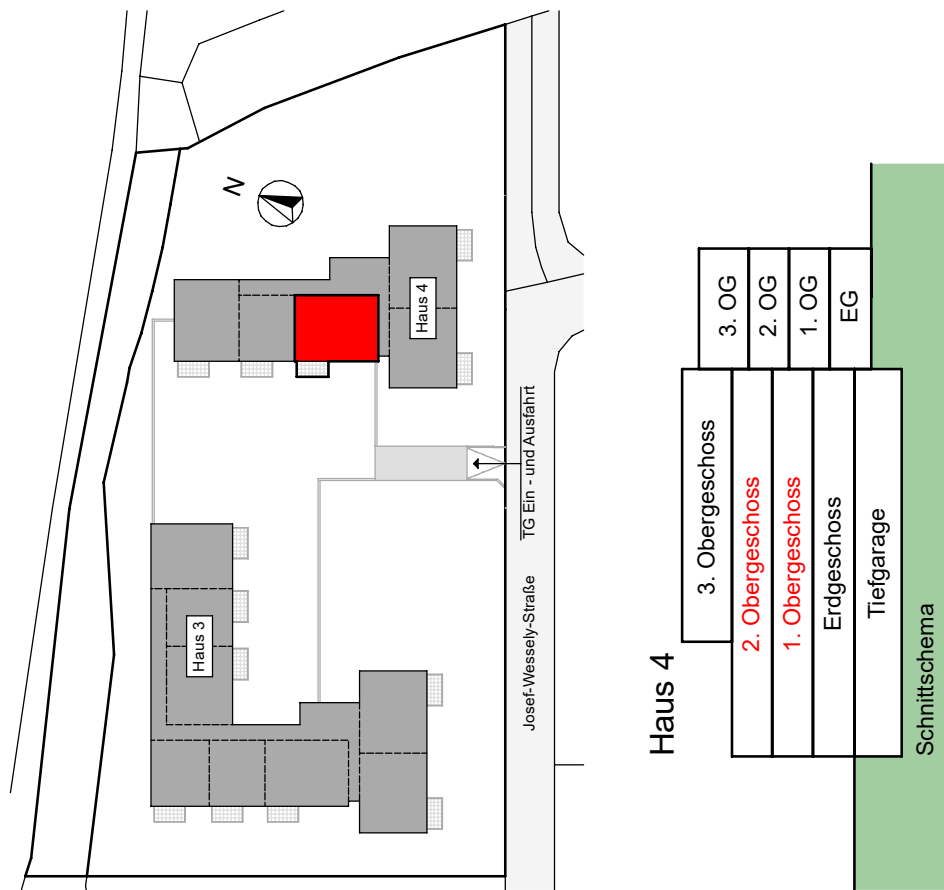 N
Haus 4
Haus 3
TG Ein - und Ausfahrt
Josef-Wessely-Straße
Haus 4
3. Obergeschoss
2. Obergeschoss
1. Obergeschoss
Erdgeschoss
Tiefgarage
3. OG
2. OG
1. OG
EG
Schnittschema